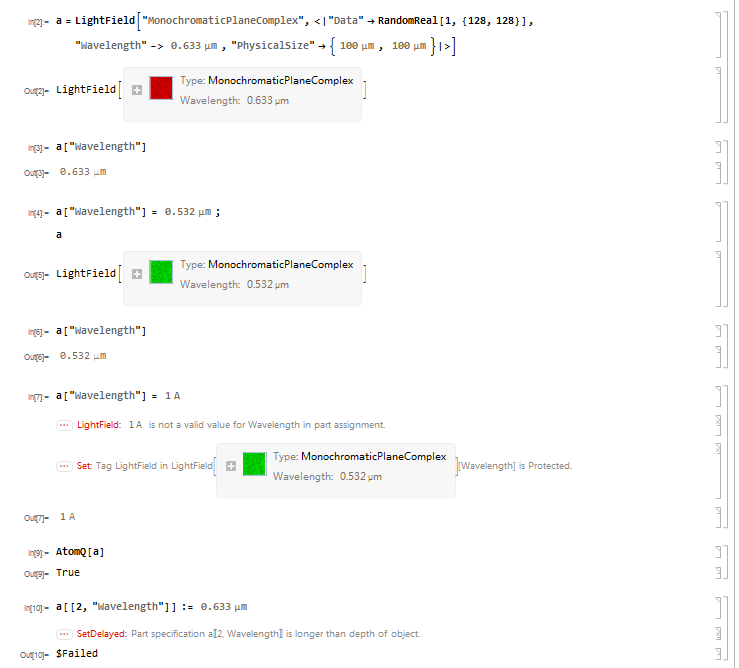 In[2]:= a = LightField["MonochromaticPlaneComplex", <|"Data" → RandomReal[1, {128, 128}],
"Wavelength" -> 0.633 μm , "PhysicalSize" → { 100 μm , 100 μm }|>]
Out[2]= LightField[ Type: MonochromaticPlaneComplex
Wavelength: 0.633 μm ]
In[3]:= a["Wavelength"]
Out[3]= 0.633 μm
In[4]:= a["Wavelength"] = 0.532 μm ;
a
Out[5]= LightField[ Type: MonochromaticPlaneComplex
Wavelength: 0.532 μm ]
In[6]:= a["Wavelength"]
Out[6]= 0.532 μm
In[7]:= a["Wavelength"] = 1 A
... LightField: 1 A is not a valid value for Wavelength in part assignment.
... Set: Tag LightField in LightField[ Type: MonochromaticPlaneComplex
Wavelength: 0.532 μm ][Wavelength] is Protected.
Out[7]= 1 A
In[9]:= AtomQ[a]
Out[9]= True
In[10]:= a[[2, "Wavelength"]] := 0.633 μm
... SetDelayed: Part specification a⟦2, Wavelength⟧ is longer than depth of object.
Out[10]= $Failed